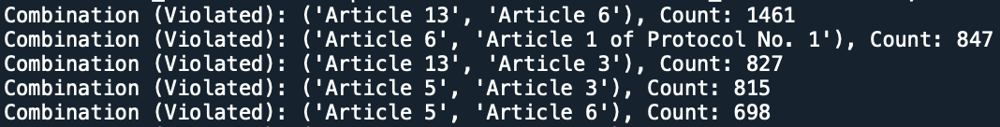 Combination (Violated): ('Article 13', 'Article 6'), Count: 1461
Combination (Violated): ('Article 6', 'Article 1 of Protocol No. 1'), Count: 847
Combination (Violated): ('Article 13', 'Article 3'), Count: 827
Combination (Violated): ('Article 5', 'Article 3'), Count: 815
Combination (Violated): ('Article 5', 'Article 6'), Count: 698